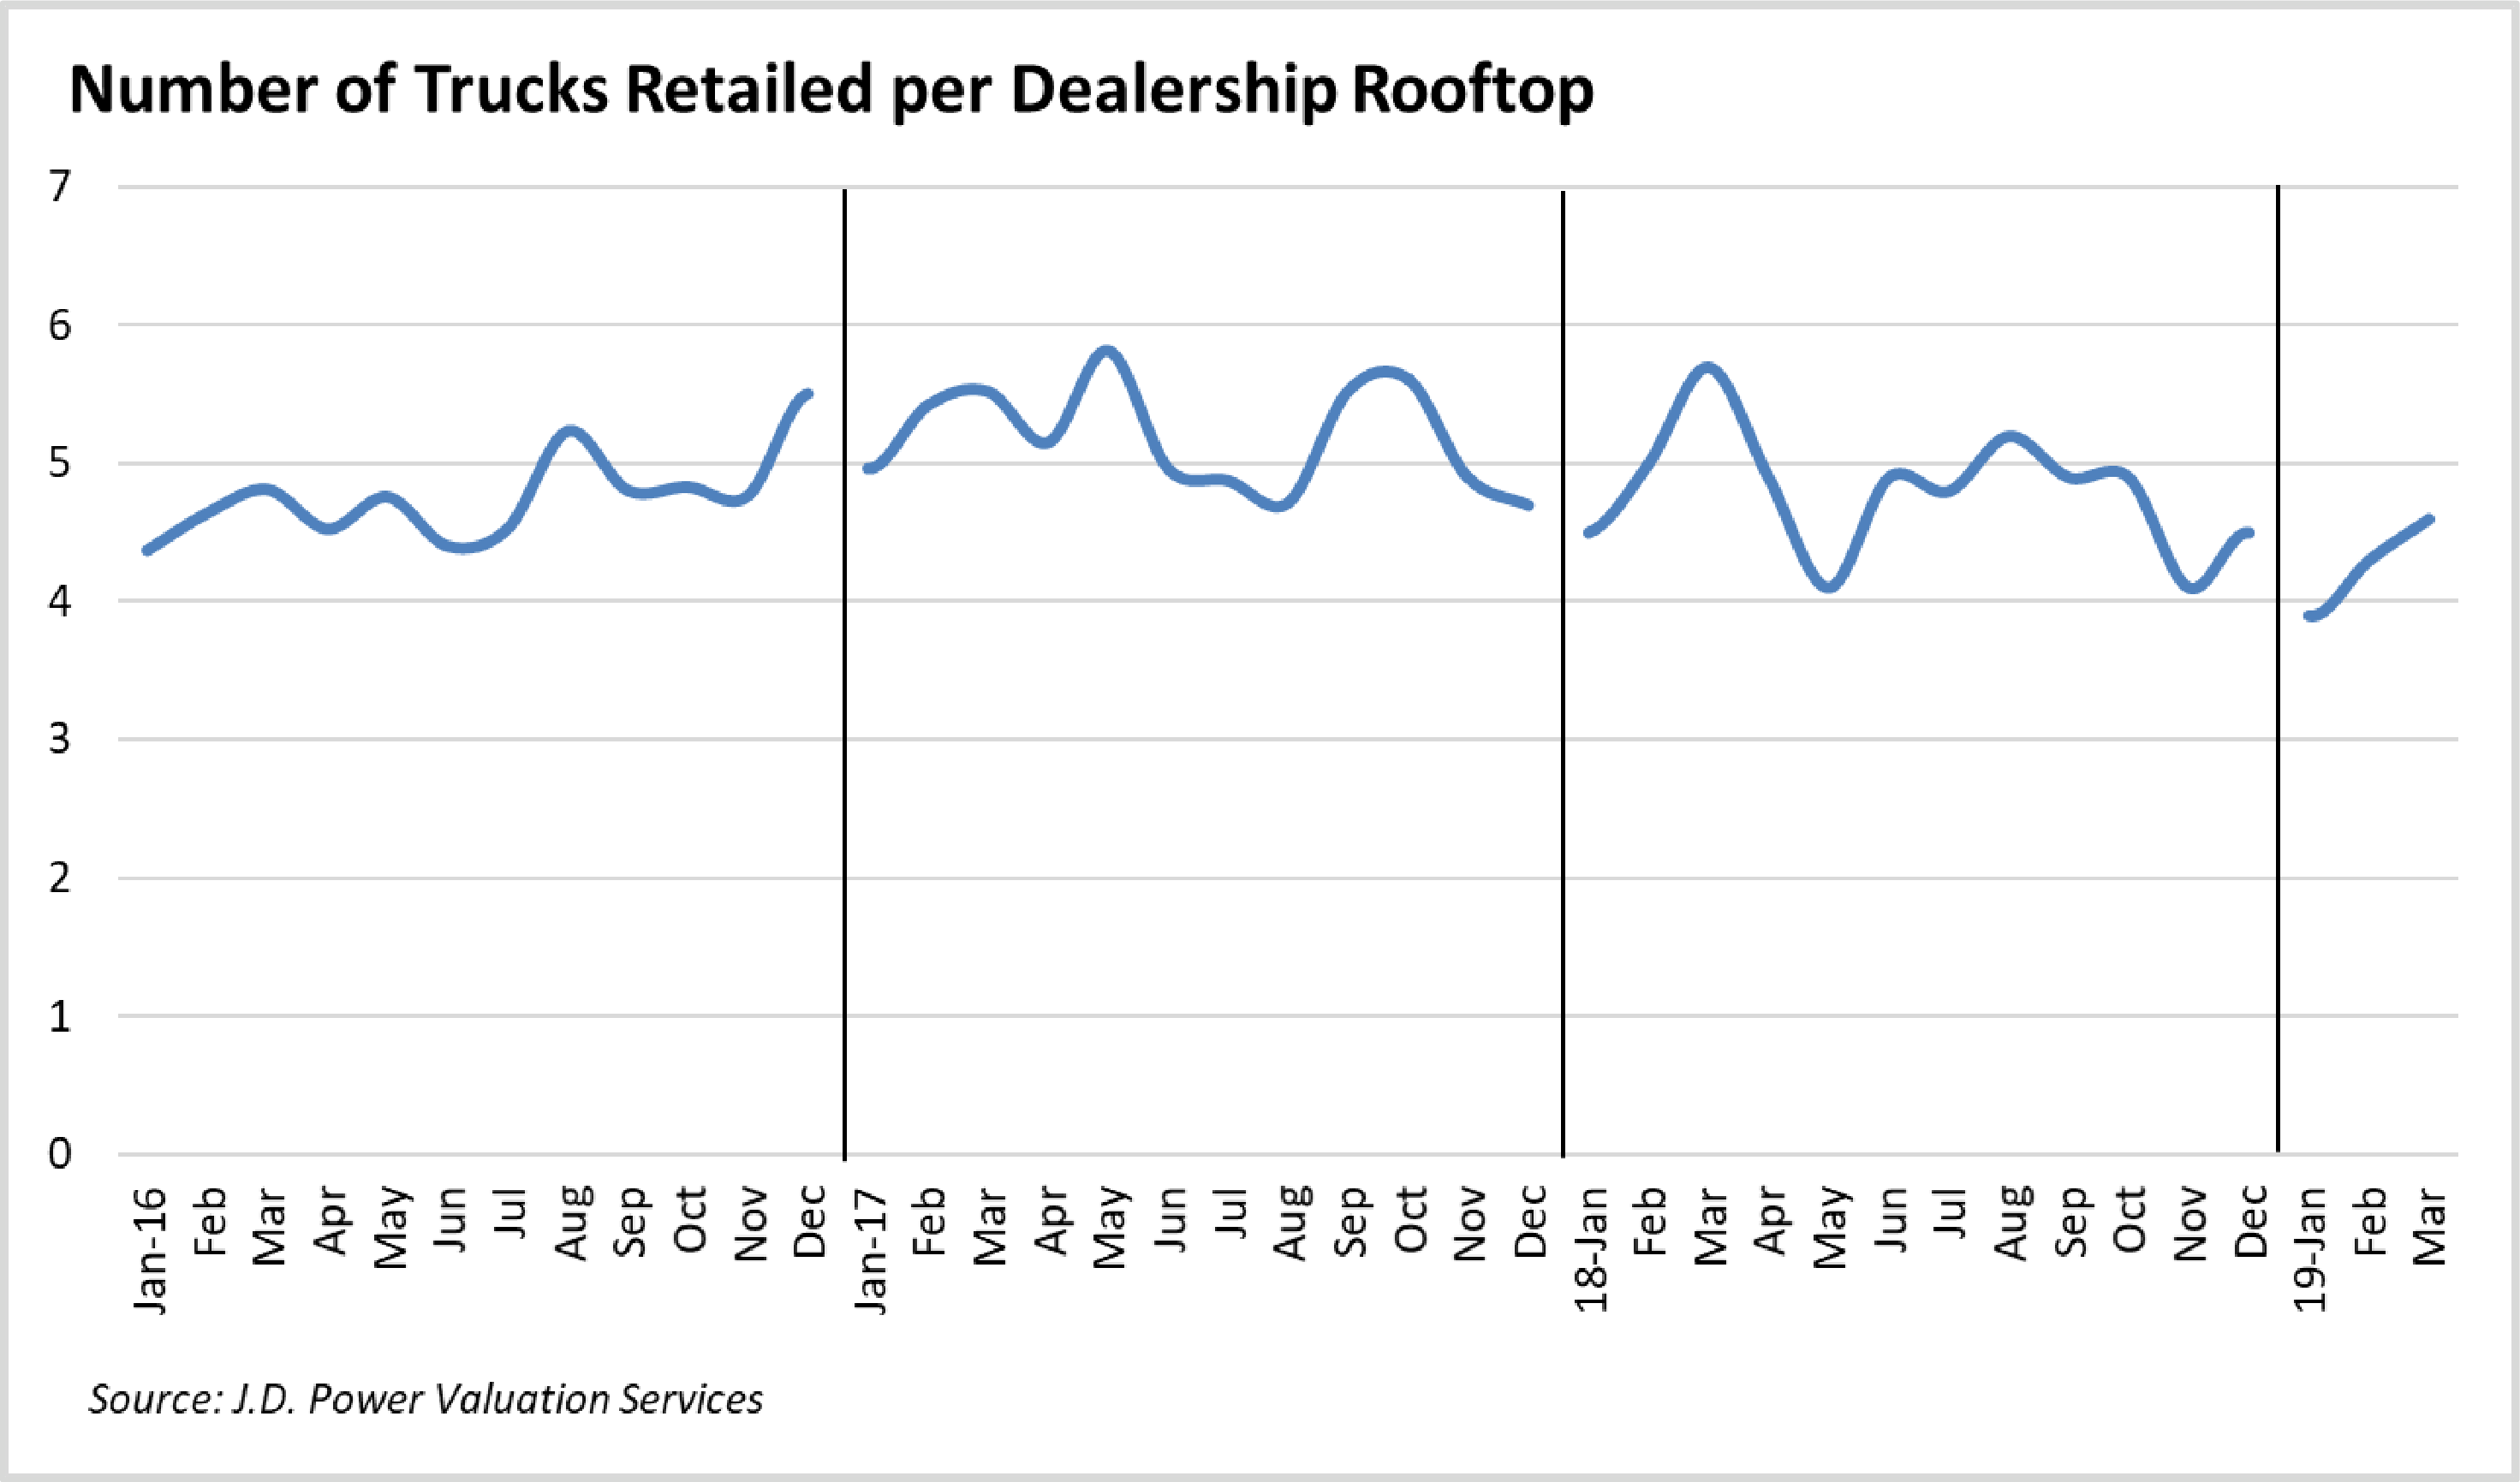 Number of Trucks Retailed per Dealership Rooftop
7
6
5
4
3
2
1
0
Jan-16
Feb
Mar
Apr
May
Jun
Jul
Aug
Sep
Oct
Nov
Dec
Jan-17
Feb
Mar
Apr
May
Jun
Jul
Aug
Sep
Oct
Nov
Dec
18-Jan
Feb
Mar
Apr
May
Jun
Jul
Aug
Sep
Oct
Nov
Dec
19-Jan
Feb
Mar
Source: J.D. Power Valuation Services